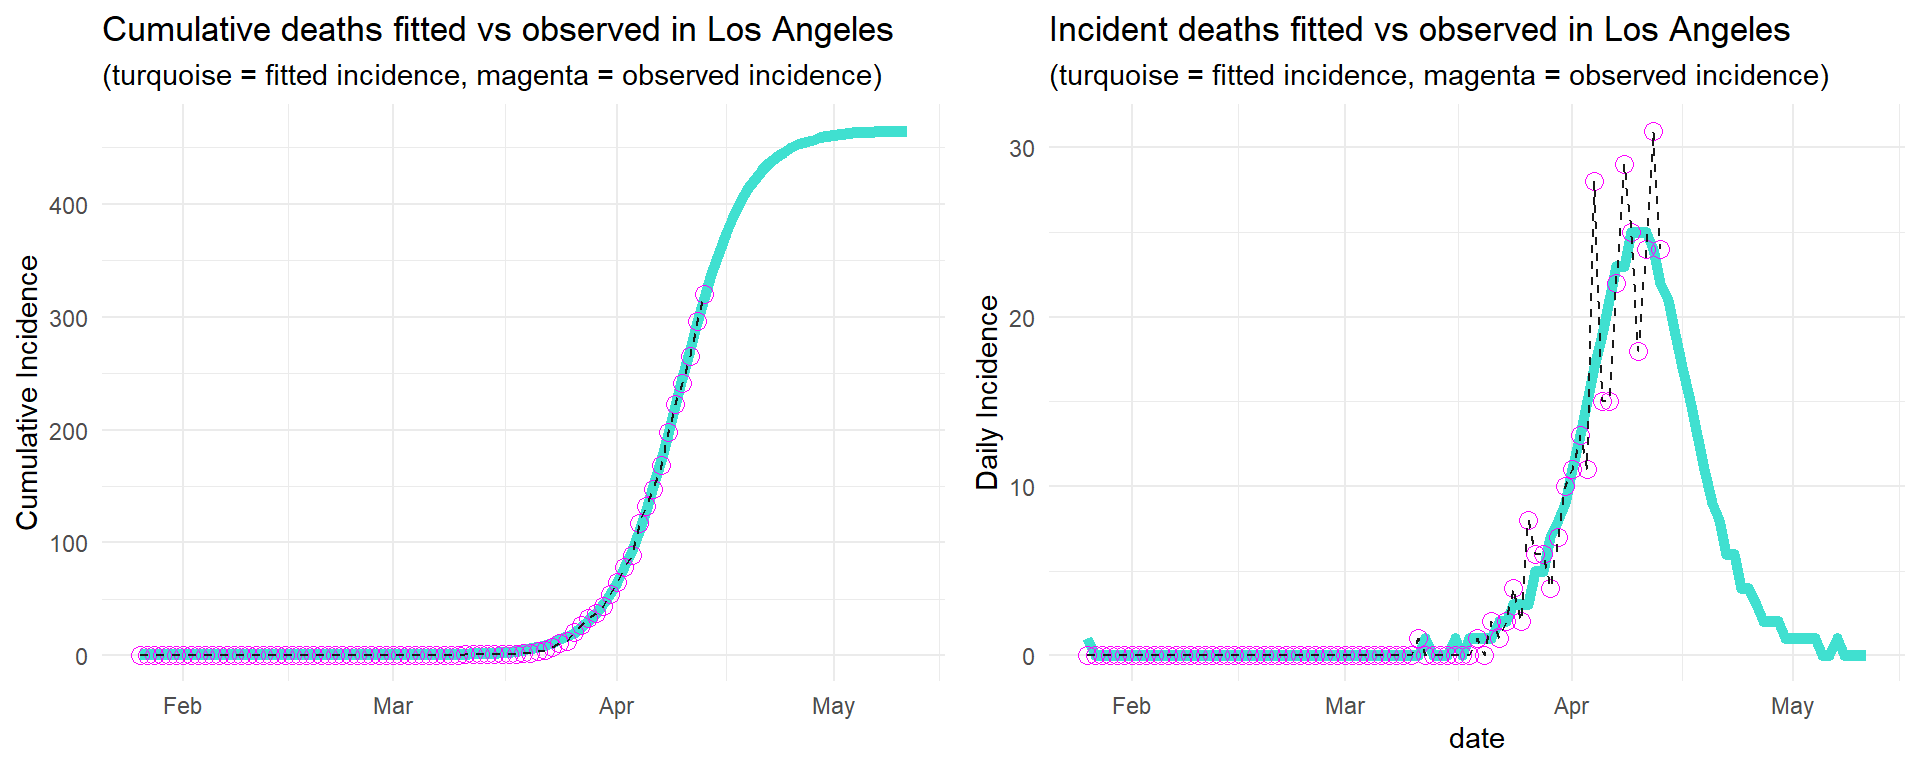 Cumulative deaths fitted vs observed in Los Angeles
(turquoise = fitted incidence, magenta = observed incidence)
Cumulative Incidence
400
300
200
100
0
Feb Mar Apr May
Incident deaths fitted vs observed in Los Angeles
(turquoise = fitted incidence, magenta = observed incidence)
Daily Incidence
30
20
10
0
Feb Mar Apr May
date